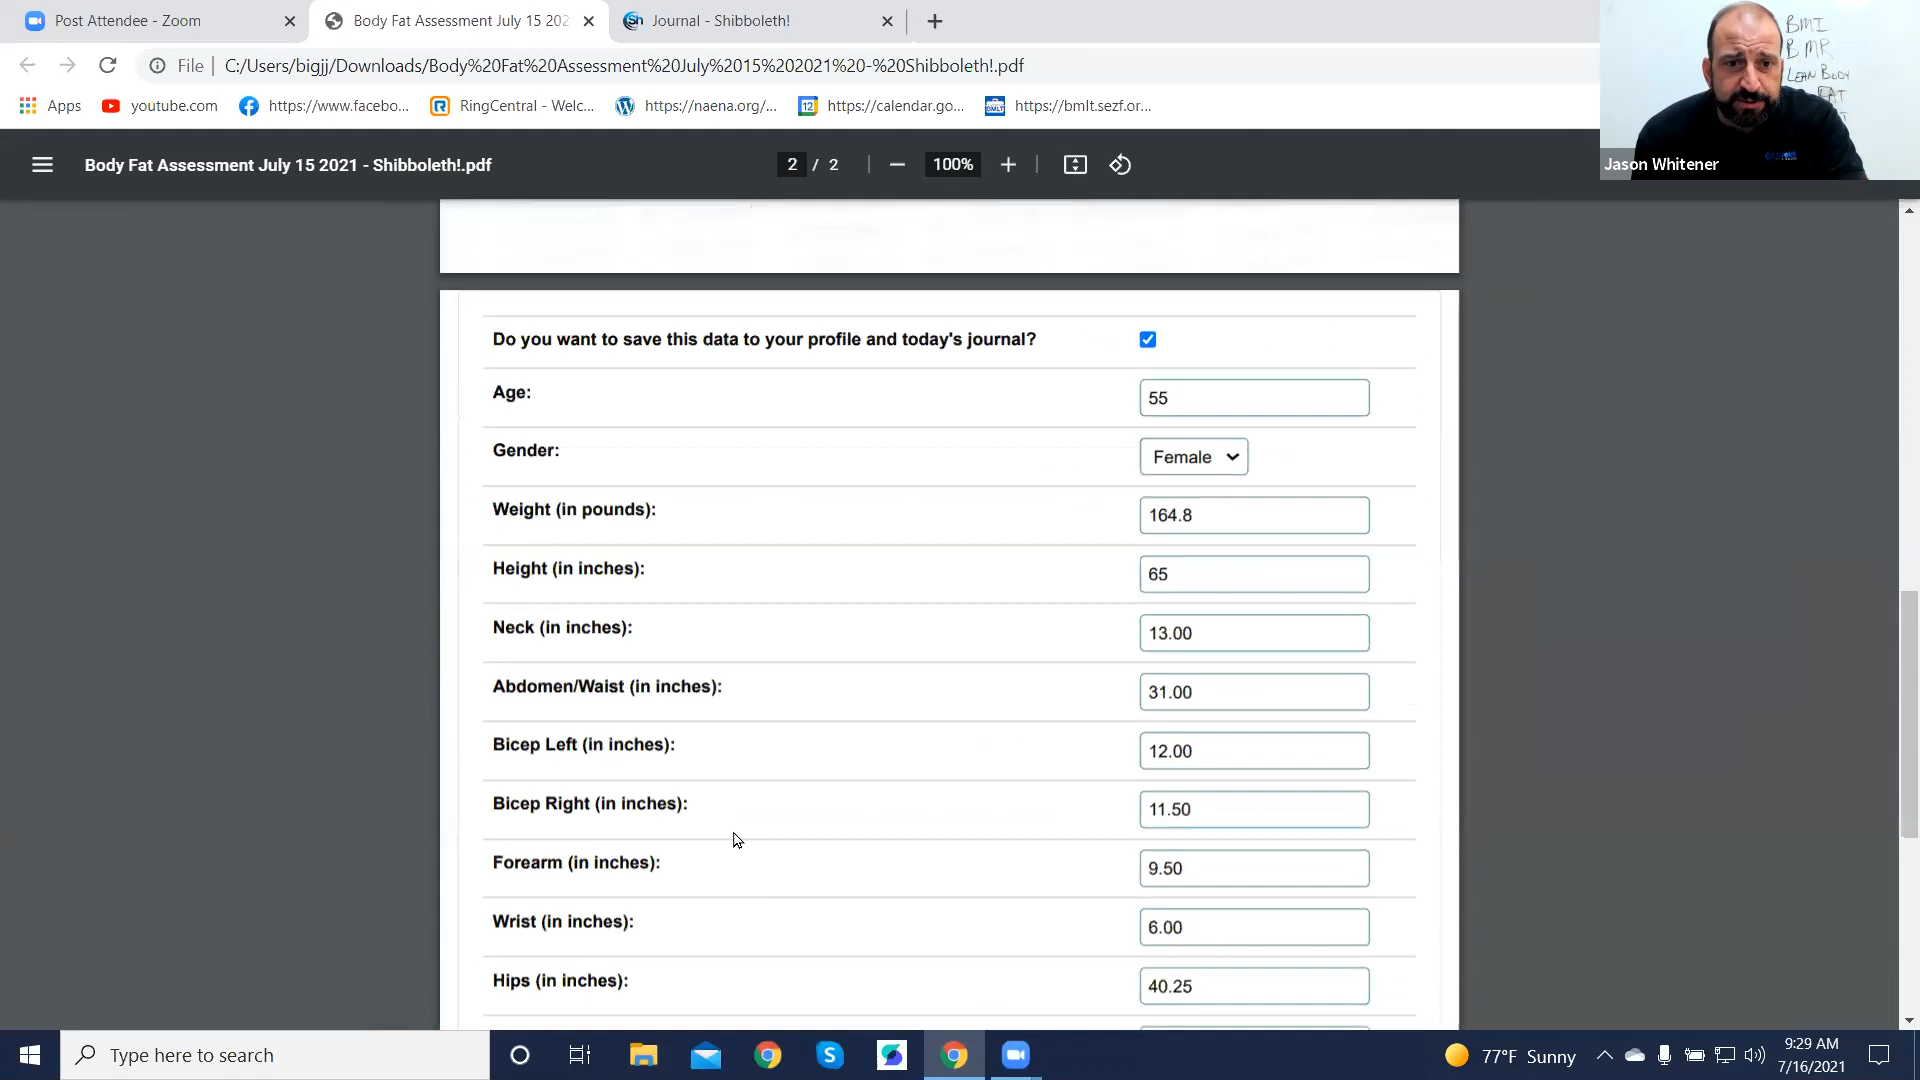 Post Attendee - Zoom
Body Fat Assessment July 15 202
Sh Journal - Shibboleth!
File C:/Users/bigjj/Downloads/Body%20Fat%20Assessment%20July%2015%202021%20-%20Shibboleth!.pdf
Apps youtube.com https://www.facebo... RingCentral - Welc... https://naena.org/... 12 https://calendar.go... BMLT https://bmlt.sezf.or...
BMI
BMR
LEAN BODY
FAT
Jason Whitener
Body Fat Assessment July 15 2021 - Shibboleth!.pdf
2 / 2
100%
Do you want to save this data to your profile and today's journal?
Age: 55
Gender: Female
Weight (in pounds): 164.8
Height (in inches): 65
Neck (in inches): 13.00
Abdomen/Waist (in inches): 31.00
Bicep Left (in inches): 12.00
Bicep Right (in inches): 11.50
Forearm (in inches): 9.50
Wrist (in inches): 6.00
Hips (in inches): 40.25
Type here to search
77°F Sunny
9:29 AM
7/16/2021